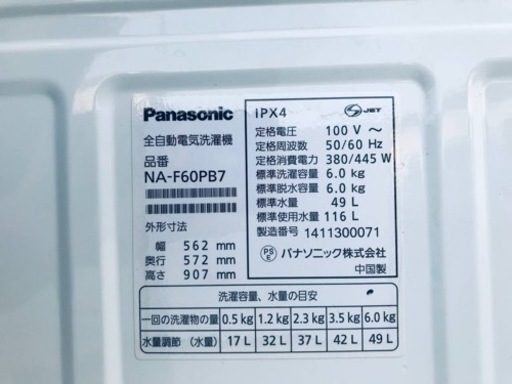 Panasonic
全自動電気洗濯機
品番
NA-F60PB7
外形寸法
幅 562 mm
奥行 572 mm
高さ 907 mm
IPX4 JET
定格電圧 100 V ～
定格周波数 50/60 Hz
定格消費電力 380/445 W
標準洗濯容量 6.0 kg
標準脱水容量 6.0 kg
標準水量 49 L
標準使用水量 116 L
製造番号 1411300071
PS E パナソニック株式会社
中国製
洗濯容量、水量の目安
一回の洗濯物の量 0.5 kg 1.2 kg 2.3 kg 3.5 kg 6.0 kg
水量調節（水量） 17 L 32 L 37 L 42 L 49 L